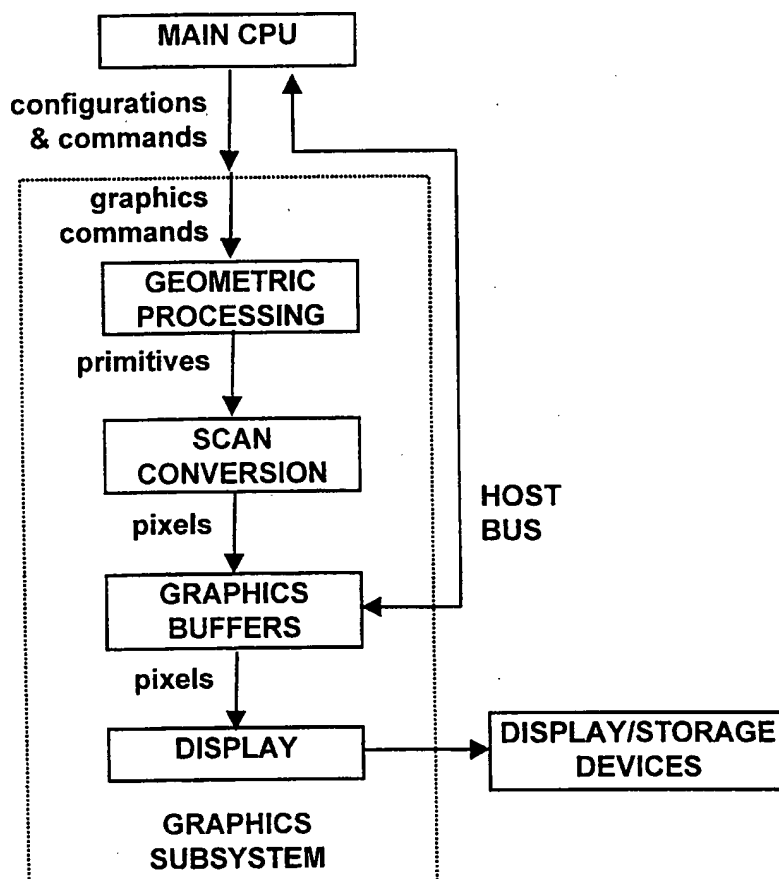 MAIN CPU
configurations
& commands
graphics
commands
GEOMETRIC
PROCESSING
primitives
SCAN
CONVERSION
pixels
HOST
BUS
GRAPHICS
BUFFERS
pixels
DISPLAY
DISPLAY/STORAGE
DEVICES
GRAPHICS
SUBSYSTEM